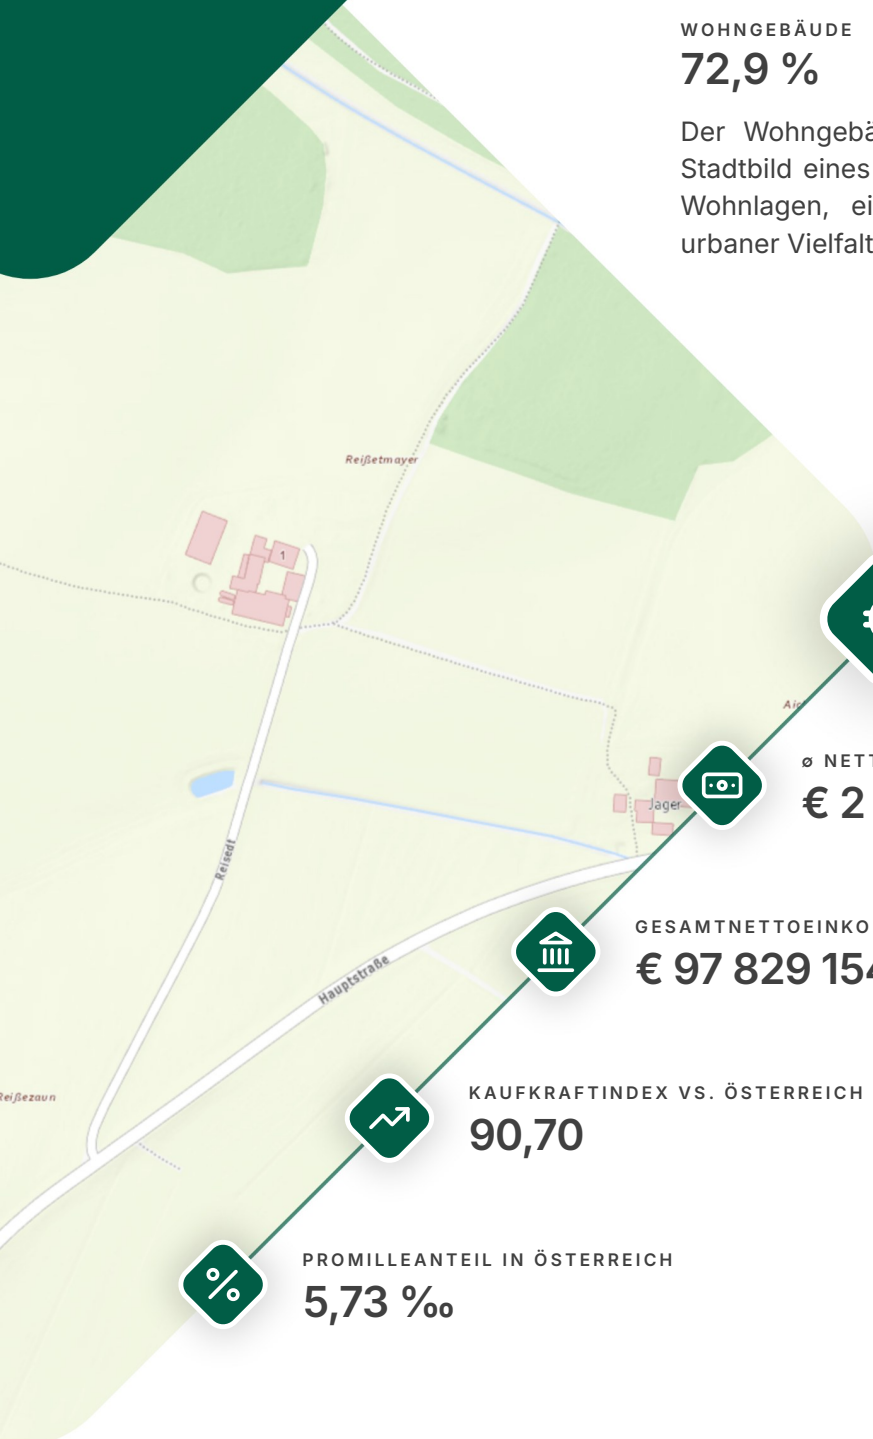 WOHNGEBÄUDE
72,9 %
Der Wohngebä
Stadtbild eines
Wohnlagen, ei
urbaner Vielfalt
Reißetmayer
1
Jager
Reisedt
Hauptstraße
Reißezaun
ø NETT
€ 2
GESAMTNETTOEINKO
€ 97 829 154
KAUFKRAFTINDEX VS. ÖSTERREICH
90,70
PROMILLEANTEIL IN ÖSTERREICH
5,73 ‰